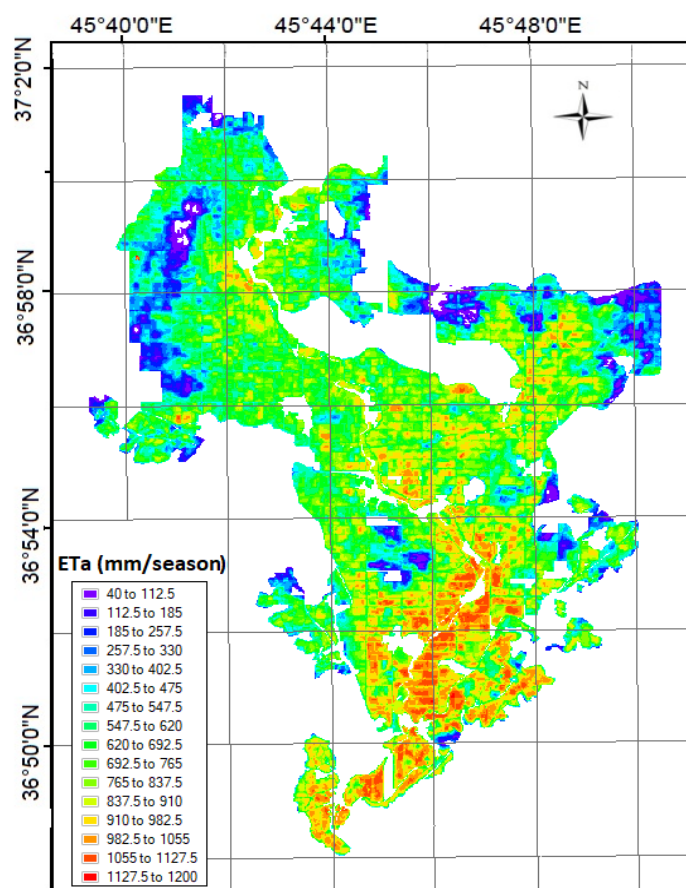 45°40'0"N 45°44'0"N 45°48'0"N
37°2'0"N
N
36°58'0"N
36°54'0"N
ETa (mm/season)
40 to 112.5
112.5 to 185
185 to 257.5
257.5 to 330
330 to 402.5
402.5 to 475
475 to 547.5
547.5 to 620
620 to 692.5
692.5 to 765
765 to 837.5
837.5 to 910
910 to 982.5
982.5 to 1055
1055 to 1127.5
1127.5 to 1200
36°50'0"N